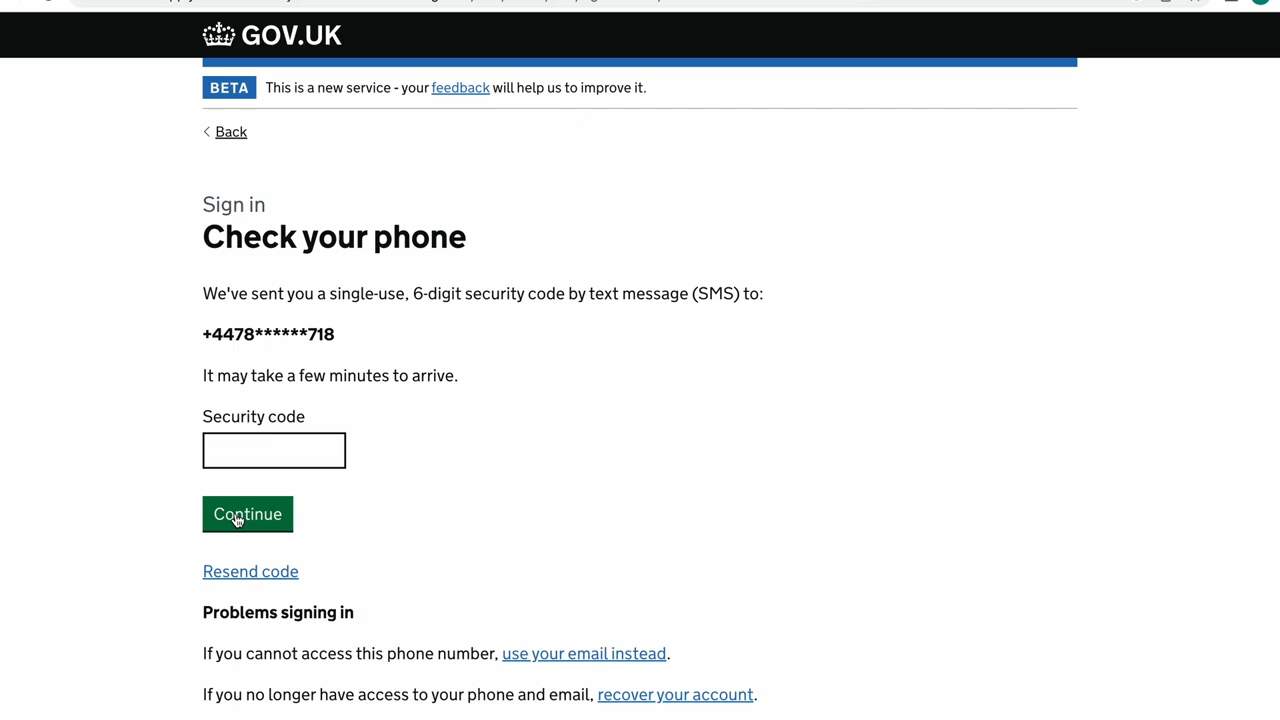 GOV.UK
BETA This is a new service - your feedback will help us to improve it.
Back
Sign in
Check your phone
We've sent you a single-use, 6-digit security code by text message (SMS) to:
+4478******718
It may take a few minutes to arrive.
Security code
Continue
Resend code
Problems signing in
If you cannot access this phone number, use your email instead.
If you no longer have access to your phone and email, recover your account.